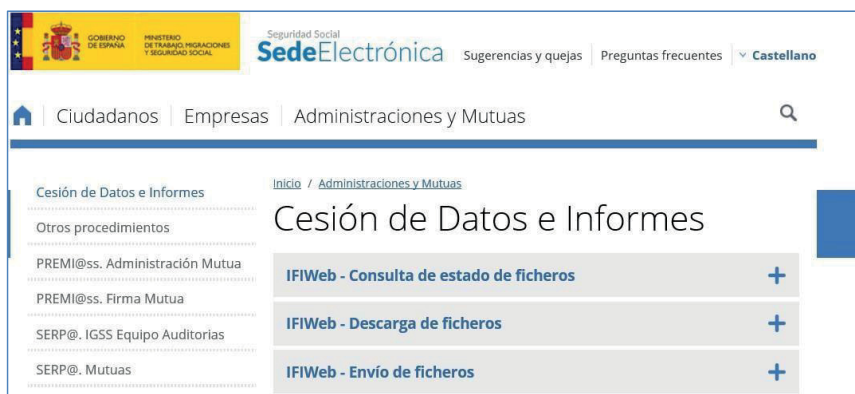 GOBIERNO
DE ESPAÑA
MINISTERIO
DE TRABAJO, MIGRACIONES
Y SEGURIDAD SOCIAL
Seguridad Social
SedeElectrónica
Sugerencias y quejas
Preguntas frecuentes
Castellano
Ciudadanos
Empresas
Administraciones y Mutuas
Cesión de Datos e Informes
Otros procedimientos
PREMI@ss. Administración Mutua
PREMI@ss. Firma Mutua
SERP@. IGSS Equipo Auditorias
SERP@. Mutuas
Inicio / Administraciones y Mutuas
Cesión de Datos e Informes
IFIWeb - Consulta de estado de ficheros
IFIWeb - Descarga de ficheros
IFIWeb - Envío de ficheros